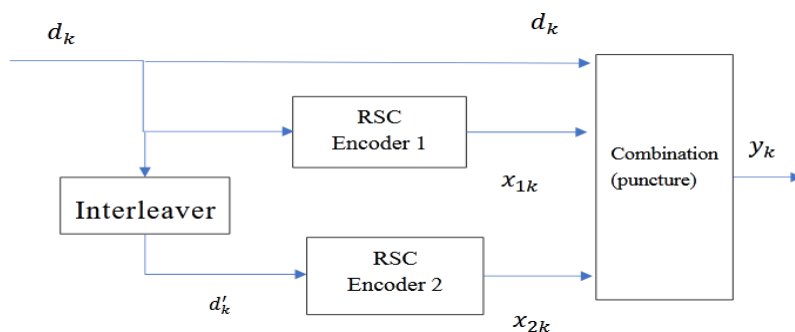 d_k
d_k
RSC
Encoder 1
x_{1k}
Combination
(puncture)
y_k
Interleaver
RSC
Encoder 2
d'_k
x_{2k}